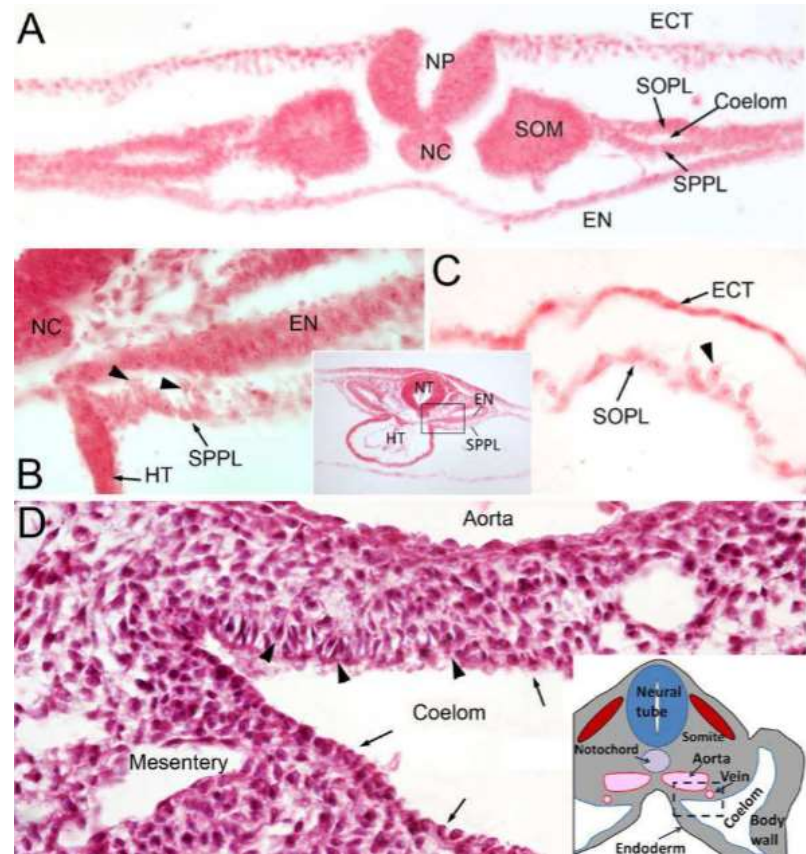 A
ECT
NP
SOPL
Coelom
SOM
NC
SPPL
EN
B
NC
EN
SPPL
HT
NT
EN
HT
SPPL
C
ECT
SOPL
D
Aorta
Coelom
Mesentery
Neural
tube
Somite
Notochord
Aorta
Vein
Coelom
Body
wall
Endoderm